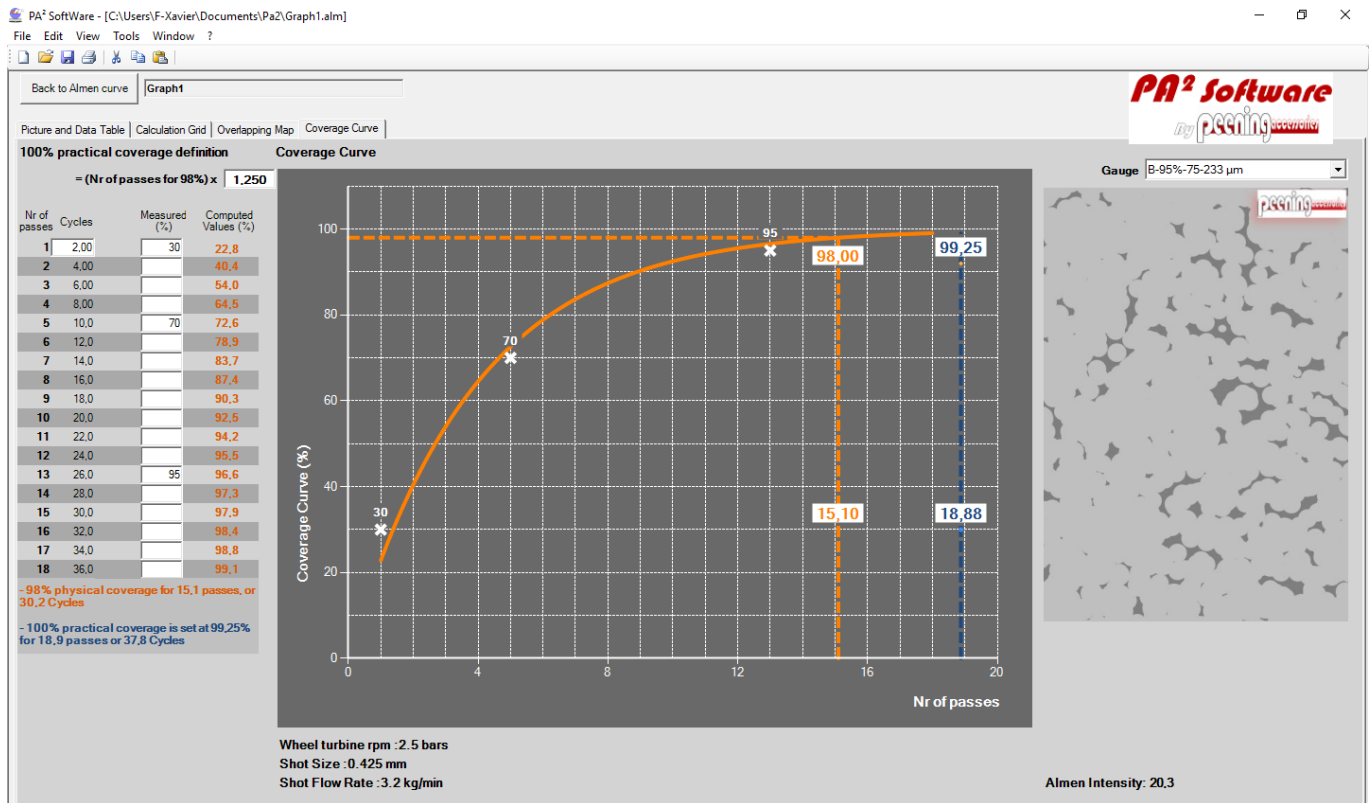 PA² SoftWare - [C:\Users\F-Xavier\Documents\Pa2\Graph1.alm]
File Edit View Tools Window ?
Back to Almen curve Graph1
PA² Software
By peening accessories
Picture and Data Table Calculation Grid Overlapping Map Coverage Curve
100% practical coverage definition
= (Nr of passes for 98%) x 1,250
Nr of passes Cycles Measured (%) Computed Values (%)
1 2,00 30 22,8
2 4,00 40,4
3 6,00 54,0
4 8,00 64,5
5 10,0 70 72,6
6 12,0 78,9
7 14,0 83,7
8 16,0 87,4
9 18,0 90,3
10 20,0 92,5
11 22,0 94,2
12 24,0 95,5
13 26,0 95 96,6
14 28,0 97,3
15 30,0 97,9
16 32,0 98,4
17 34,0 98,8
18 36,0 99,1
- 98% physical coverage for 15,1 passes, or
30,2 Cycles
- 100% practical coverage is set at 99,25%
for 18,9 passes or 37,8 Cycles
Coverage Curve
Coverage Curve (%)
100
80
60
40
20
0
30
70
95
98,00
99,25
15,10
18,88
0 4 8 12 16 20
Nr of passes
Wheel turbine rpm :2.5 bars
Shot Size :0.425 mm
Shot Flow Rate :3.2 kg/min
Gauge B-95%-75-233 µm
peening accessories
Almen Intensity: 20,3